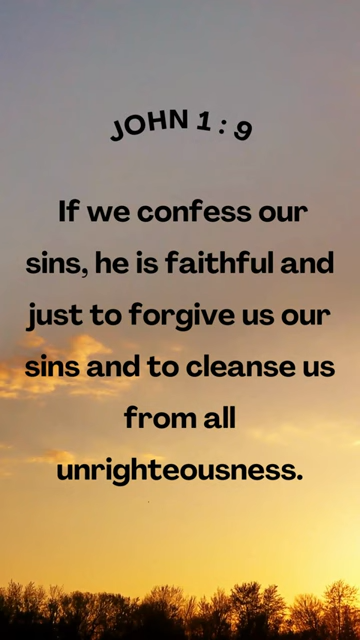 JOHN 1 : 9
If we confess our
sins, he is faithful and
just to forgive us our
sins and to cleanse us
from all
unrighteousness.